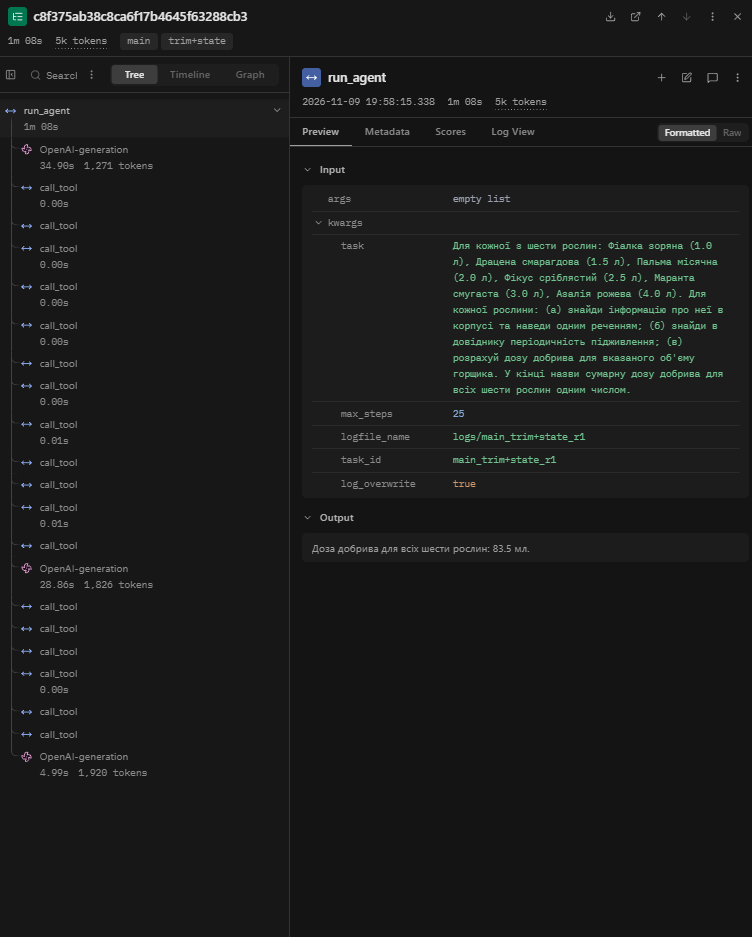 c8f375ab38c8ca6f17b4645f63288cb3
1m 08s 5k tokens main trim+state
Search
Tree Timeline Graph
run_agent
1m 08s
OpenAI-generation
34.90s 1,271 tokens
call_tool
0.00s
call_tool
call_tool
0.00s
call_tool
0.00s
call_tool
0.00s
call_tool
call_tool
0.00s
call_tool
0.01s
call_tool
call_tool
call_tool
0.01s
call_tool
OpenAI-generation
28.86s 1,826 tokens
call_tool
call_tool
call_tool
call_tool
0.00s
call_tool
call_tool
OpenAI-generation
4.99s 1,920 tokens
run_agent
2026-11-09 19:58:15.338 1m 08s 5k tokens
Preview Metadata Scores Log View Formatted Raw
Input
args empty list
kwargs
task Для кожної з шести рослин: Фіалка зоряна (1.0
л), Драцена смарагдова (1.5 л), Пальма місячна
(2.0 л), Фікус сріблястий (2.5 л), Маранта
смугаста (3.0 л), Азалія рожева (4.0 л). Для
кожної рослини: (а) знайди інформацію про неї в
корпусі та наведи одним реченням; (б) знайди в
довіднику періодичність підживлення; (в)
розрахуй дозу добрива для вказаного об'єму
горщика. У кінці назви сумарну дозу добрива для
всіх шести рослин одним числом.
max_steps 25
logfile_name logs/main_trim+state_r1
task_id main_trim+state_r1
log_overwrite true
Output
Доза добрива для всіх шести рослин: 83.5 мл.